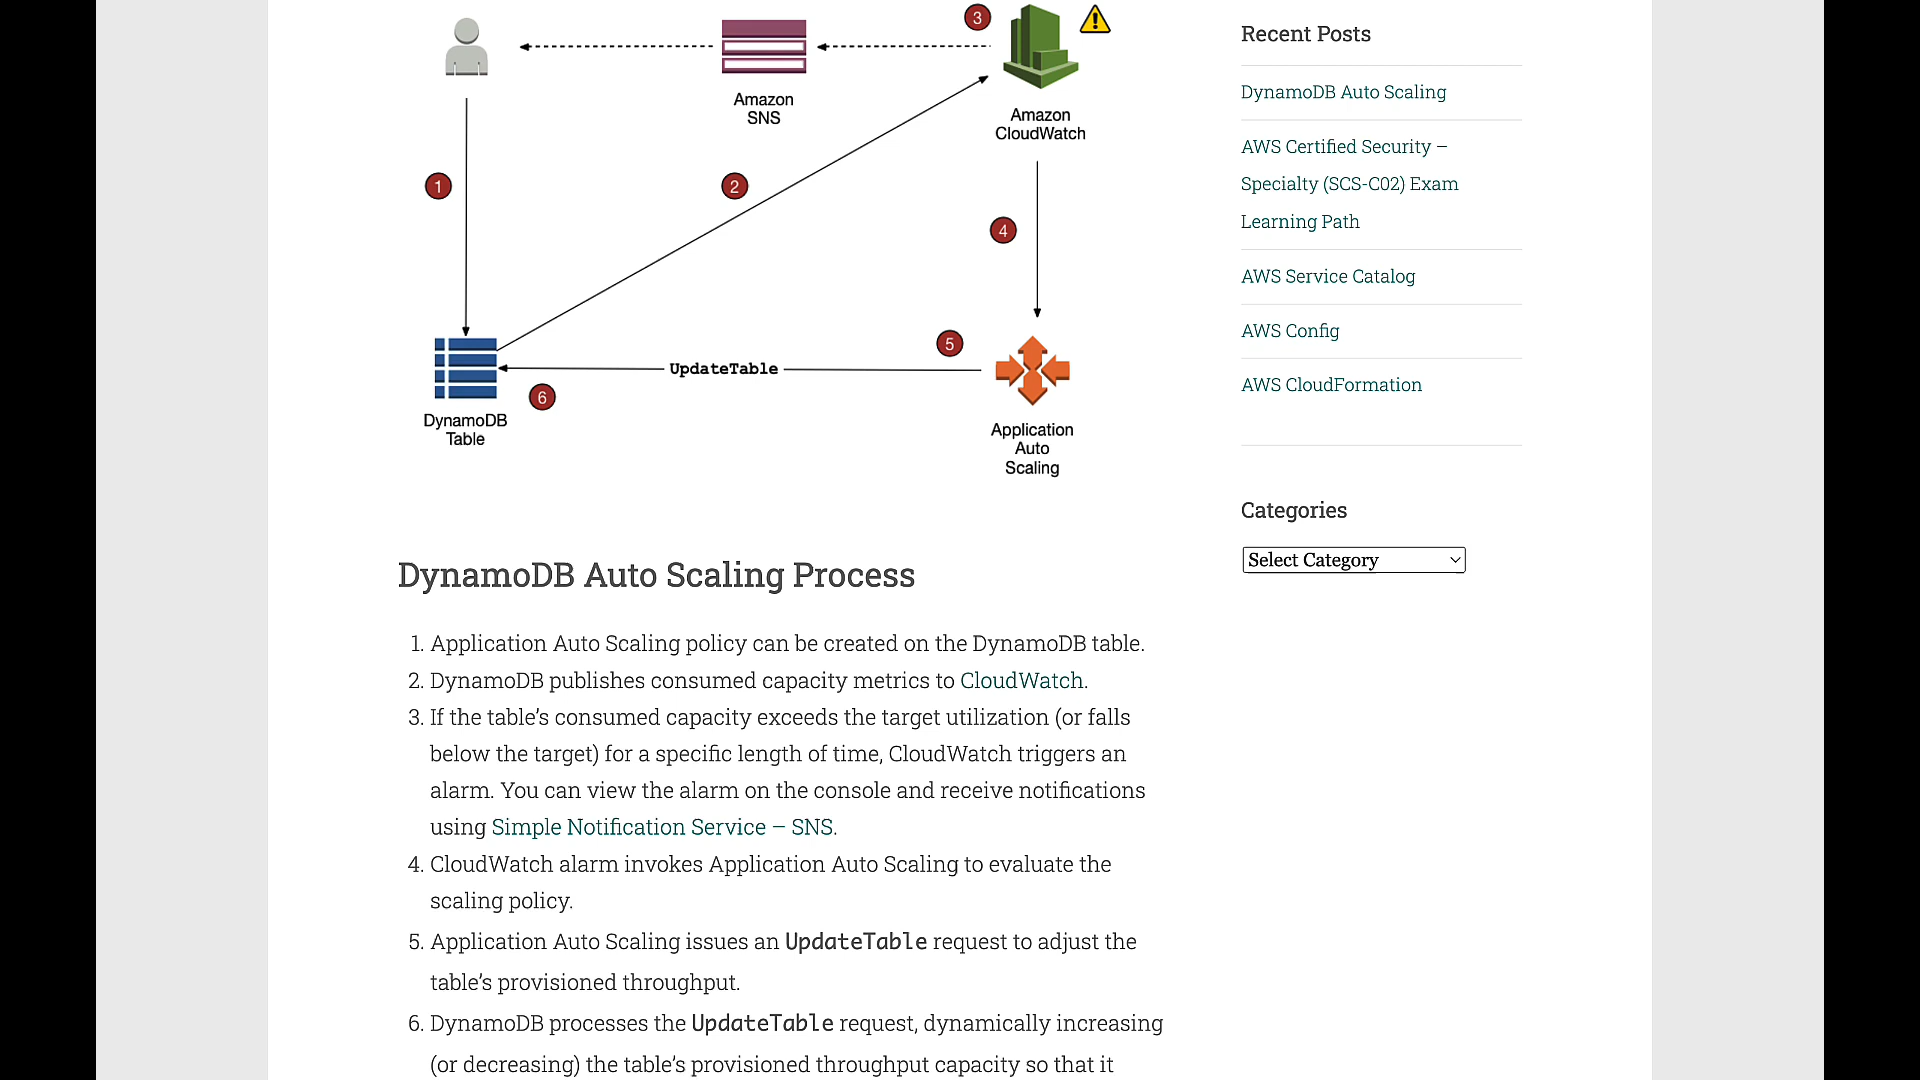 3
Amazon
SNS
Amazon
CloudWatch
1
2
4
5
UpdateTable
6
DynamoDB
Table
Application
Auto
Scaling
DynamoDB Auto Scaling Process
1. Application Auto Scaling policy can be created on the DynamoDB table.
2. DynamoDB publishes consumed capacity metrics to CloudWatch.
3. If the table’s consumed capacity exceeds the target utilization (or falls
below the target) for a specific length of time, CloudWatch triggers an
alarm. You can view the alarm on the console and receive notifications
using Simple Notification Service – SNS.
4. CloudWatch alarm invokes Application Auto Scaling to evaluate the
scaling policy.
5. Application Auto Scaling issues an UpdateTable request to adjust the
table’s provisioned throughput.
6. DynamoDB processes the UpdateTable request, dynamically increasing
(or decreasing) the table’s provisioned throughput capacity so that it
Recent Posts
DynamoDB Auto Scaling
AWS Certified Security –
Specialty (SCS-C02) Exam
Learning Path
AWS Service Catalog
AWS Config
AWS CloudFormation
Categories
Select Category